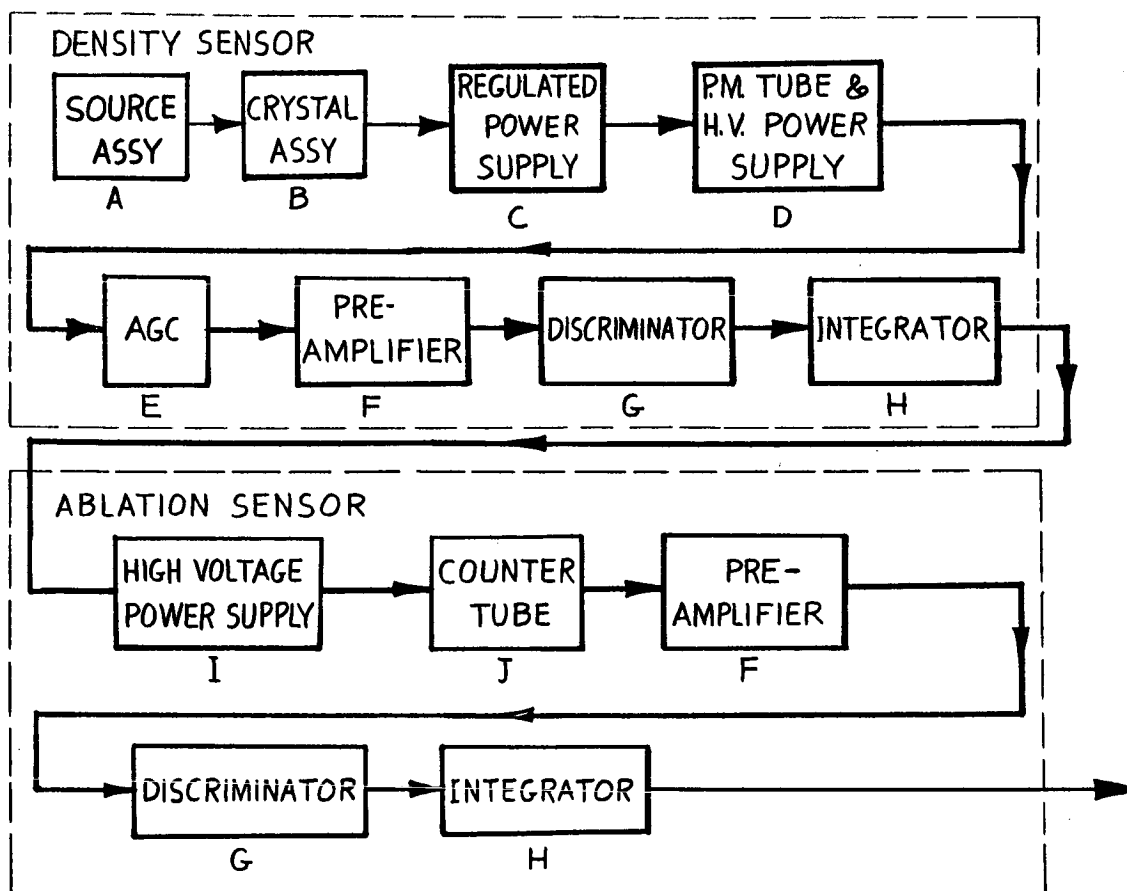 DENSITY SENSOR
SOURCE
ASSY
A
CRYSTAL
ASSY
B
REGULATED
POWER
SUPPLY
C
P.M. TUBE &
H.V. POWER
SUPPLY
D
AGC
E
PRE-
AMPLIFIER
F
DISCRIMINATOR
G
INTEGRATOR
H
ABLATION SENSOR
HIGH VOLTAGE
POWER SUPPLY
I
COUNTER
TUBE
J
PRE-
AMPLIFIER
F
DISCRIMINATOR
G
INTEGRATOR
H